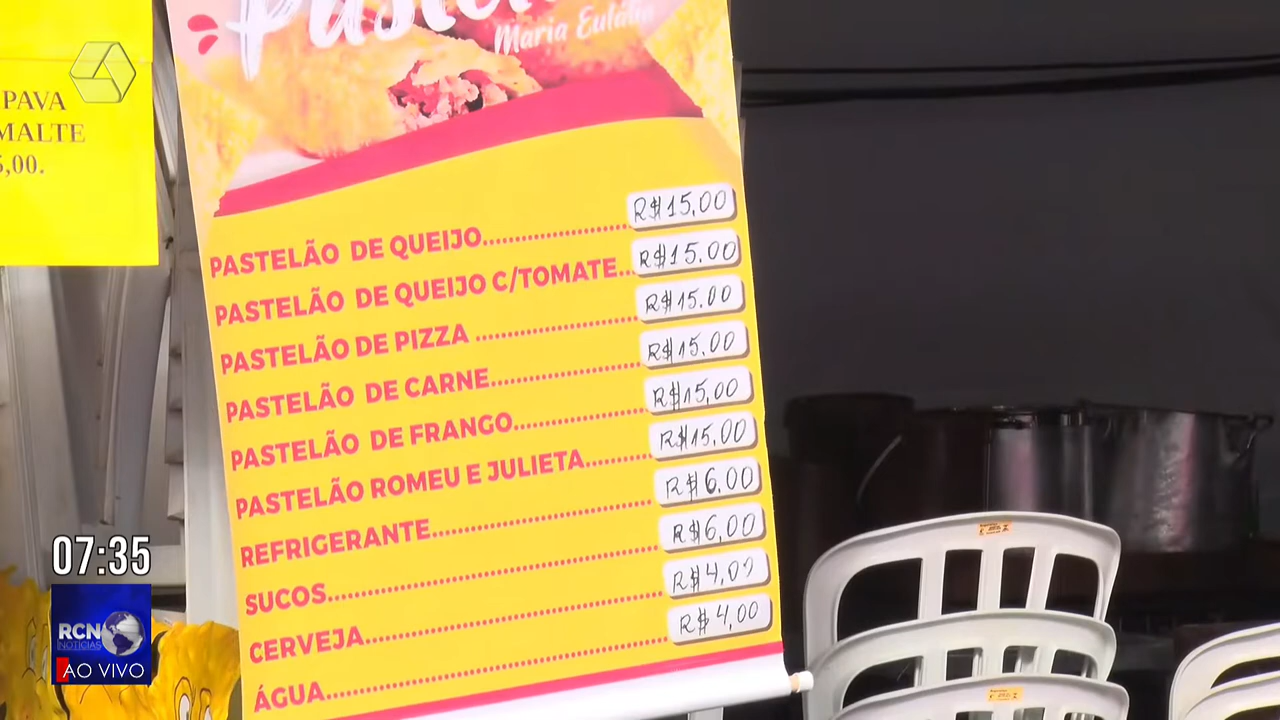 Maria Eulália
PAVA
MALTE
5,00.
PASTELÃO DE QUEIJO R$15,00
PASTELÃO DE QUEIJO C/TOMATE R$15.00
PASTELÃO DE PIZZA R$15.00
PASTELÃO DE CARNE R$15.00
PASTELÃO DE FRANGO R$15,00
PASTELÃO ROMEU E JULIETA R$15,00
REFRIGERANTE R$6,00
SUCOS R$6,00
CERVEJA R$4,00
ÁGUA R$4,00
07:35
RCN
NOTÍCIAS
AO VIVO